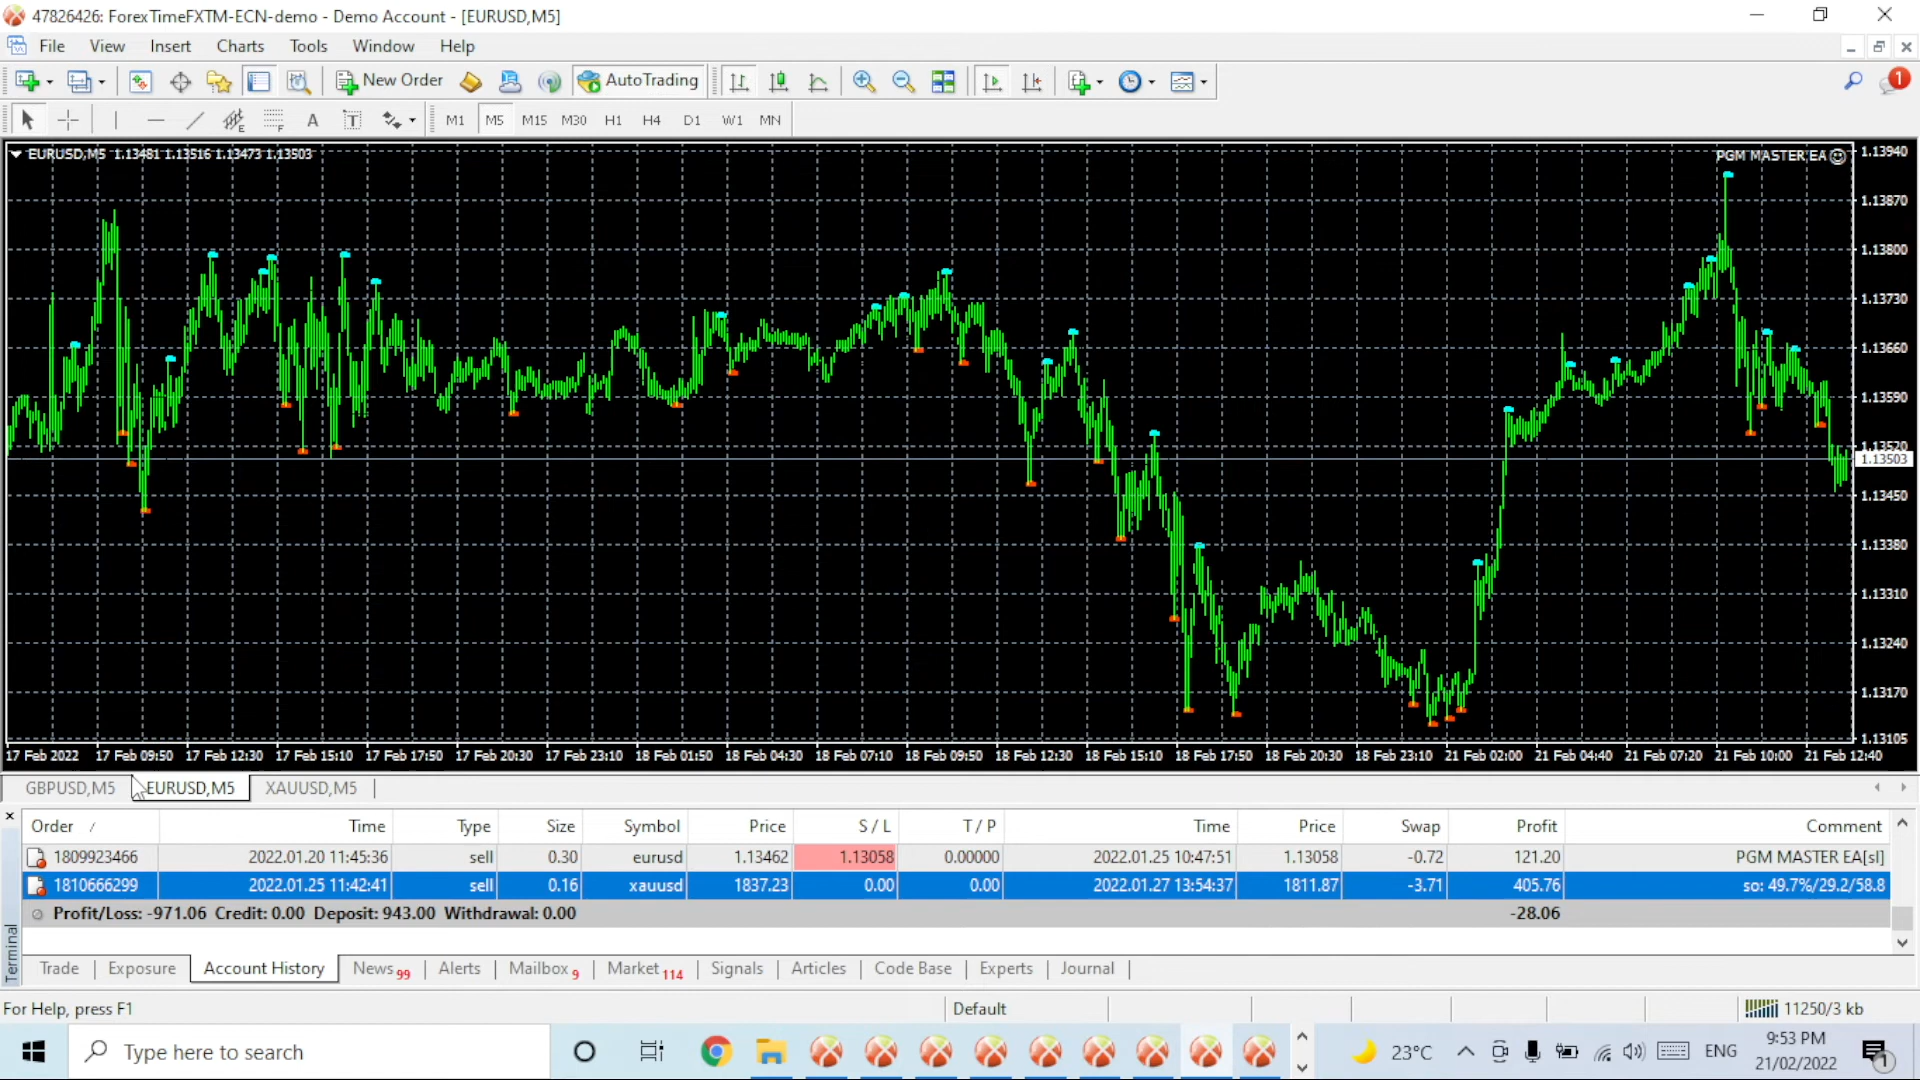 47826426: ForexTimeFXTM-ECN-demo - Demo Account - [EURUSD,M5]
File View Insert Charts Tools Window Help
New Order AutoTrading 1
E F A T M1 M5 M15 M30 H1 H4 D1 W1 MN
EURUSD,M5 1.13481 1.13516 1.13473 1.13503
PGM MASTER EA
1.13940
1.13870
1.13800
1.13730
1.13660
1.13590
1.13520
1.13503
1.13450
1.13380
1.13310
1.13240
1.13170
1.13105
17 Feb 2022 17 Feb 09:50 17 Feb 12:30 17 Feb 15:10 17 Feb 17:50 17 Feb 20:30 17 Feb 23:10 18 Feb 01:50 18 Feb 04:30 18 Feb 07:10 18 Feb 09:50 18 Feb 12:30 18 Feb 15:10 18 Feb 17:50 18 Feb 20:30 18 Feb 23:10 21 Feb 02:00 21 Feb 04:40 21 Feb 07:20 21 Feb 10:00 21 Feb 12:40
GBPUSD,M5 EURUSD,M5 XAUUSD,M5
Order / Time Type Size Symbol Price S / L T / P Time Price Swap Profit Comment
1809923466 2022.01.20 11:45:36 sell 0.30 eurusd 1.13462 1.13058 0.00000 2022.01.25 10:47:51 1.13058 -0.72 121.20 PGM MASTER EA[sl]
1810666299 2022.01.25 11:42:41 sell 0.16 xauusd 1837.23 0.00 0.00 2022.01.27 13:54:37 1811.87 -3.71 405.76 so: 49.7%/29.2/58.8
Profit/Loss: -971.06 Credit: 0.00 Deposit: 943.00 Withdrawal: 0.00 -28.06
Terminal
Trade Exposure Account History News 99 Alerts Mailbox 9 Market 114 Signals Articles Code Base Experts Journal
For Help, press F1 Default 11250/3 kb
Type here to search 23°C ENG 9:53 PM
21/02/2022 1